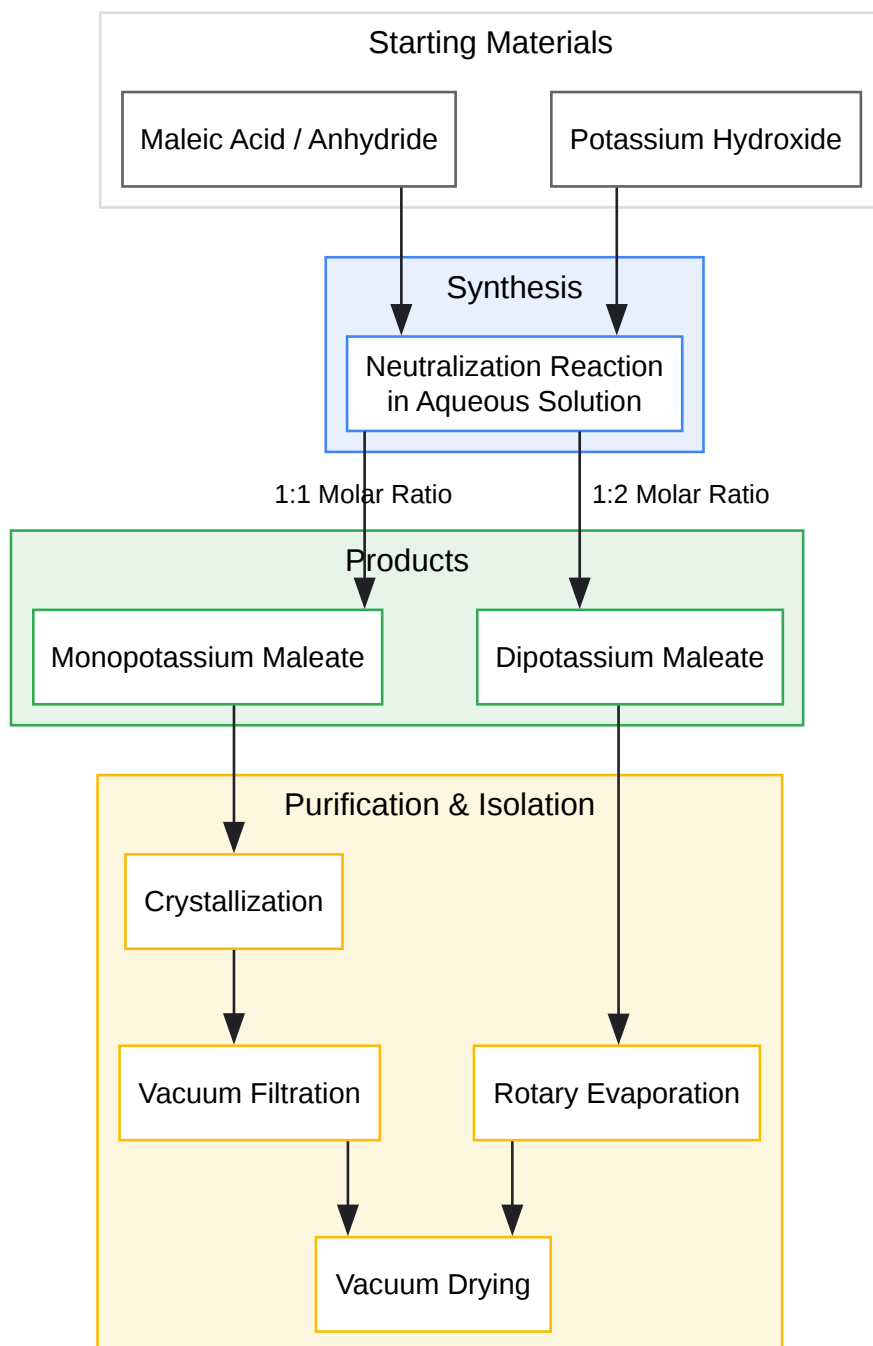 Starting Materials
Maleic Acid / Anhydride
Potassium Hydroxide
Synthesis
Neutralization Reaction
in Aqueous Solution
1:1 Molar Ratio
1:2 Molar Ratio
Products
Monopotassium Maleate
Dipotassium Maleate
Purification & Isolation
Crystallization
Vacuum Filtration
Rotary Evaporation
Vacuum Drying